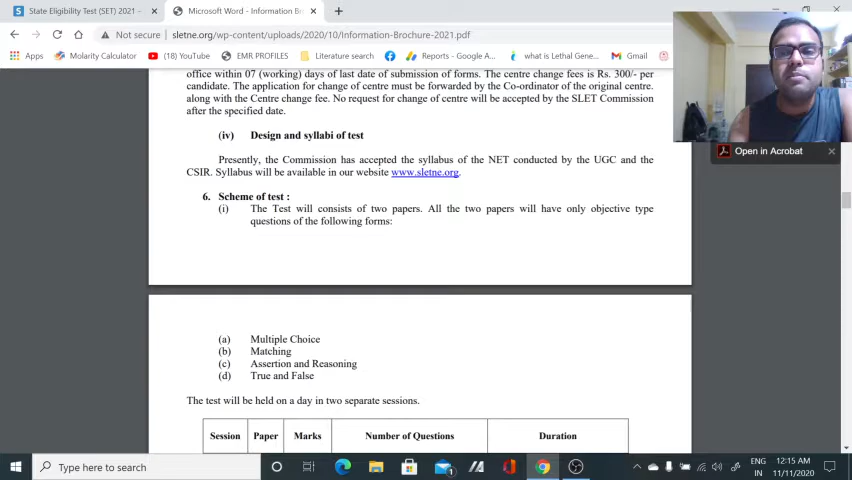 State Eligibility Test (SET) 2021 -
Microsoft Word - Information Bro
Not secure | sletne.org/wp-content/uploads/2020/10/Information-Brochure-2021.pdf
Apps
Molarity Calculator
(18) YouTube
EMR PROFILES
Literature search
Reports - Google A...
what is Lethal Gene...
Gmail
Open in Acrobat
office within 07 (working) days of last date of submission of forms. The centre change fees is Rs. 300/- per
candidate. The application for change of centre must be forwarded by the Co-ordinator of the original centre.
along with the Centre change fee. No request for change of centre will be accepted by the SLET Commission
after the specified date.
(iv) Design and syllabi of test
Presently, the Commission has accepted the syllabus of the NET conducted by the UGC and the
CSIR. Syllabus will be available in our website www.sletne.org.
6. Scheme of test :
(i) The Test will consists of two papers. All the two papers will have only objective type
questions of the following forms:
(a) Multiple Choice
(b) Matching
(c) Assertion and Reasoning
(d) True and False
The test will be held on a day in two separate sessions.
Session Paper Marks Number of Questions Duration
Type here to search
1
ENG
IN
12:15 AM
11/11/2020